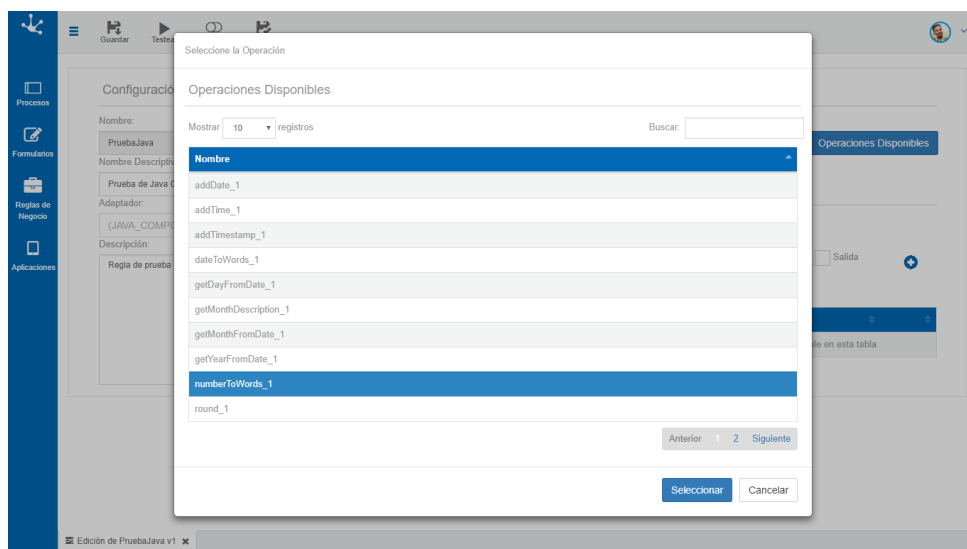 Guardar
Testea
Seleccione la Operación
Procesos
Formularios
Reglas de
Negocio
Aplicaciones
Configuració
Nombre:
PruebaJava
Nombre Descriptiv
Prueba de Java C
Adaptador:
(JAVA_COMPO
Descripción:
Regla de prueba
Operaciones Disponibles
Mostrar 10 registros
Buscar:
Nombre
addDate_1
addTime_1
addTimestamp_1
dateToWords_1
getDayFromDate_1
getMonthDescription_1
getMonthFromDate_1
getYearFromDate_1
numberToWords_1
round_1
Anterior 1 2 Siguiente
Seleccionar Cancelar
Operaciones Disponibles
Salida
ble en esta tabla
Edición de PruebaJava v1